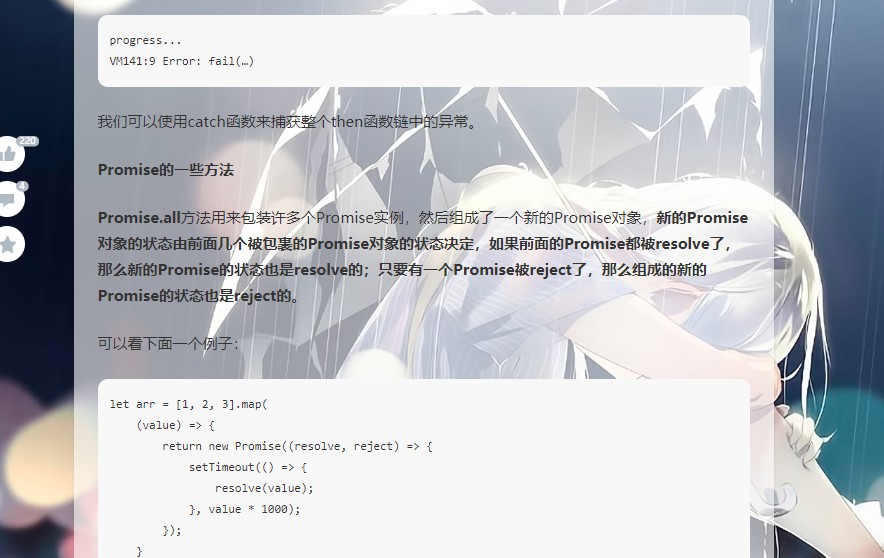 progress...
VM141:9 Error: fail(…)
220
4
我们可以使用catch函数来捕获整个then函数链中的异常。
Promise的一些方法
Promise.all方法用来包装许多个Promise实例，然后组成了一个新的Promise对象，新的Promise
对象的状态由前面几个被包裹的Promise对象的状态决定，如果前面的Promise都被resolve了，
那么新的Promise的状态也是resolve的；只要有一个Promise被reject了，那么组成的新的
Promise的状态也是reject的。
可以看下面一个例子：
let arr = [1, 2, 3].map(
    (value) => {
        return new Promise((resolve, reject) => {
            setTimeout(() => {
                resolve(value);
            }, value * 1000);
        });
    }